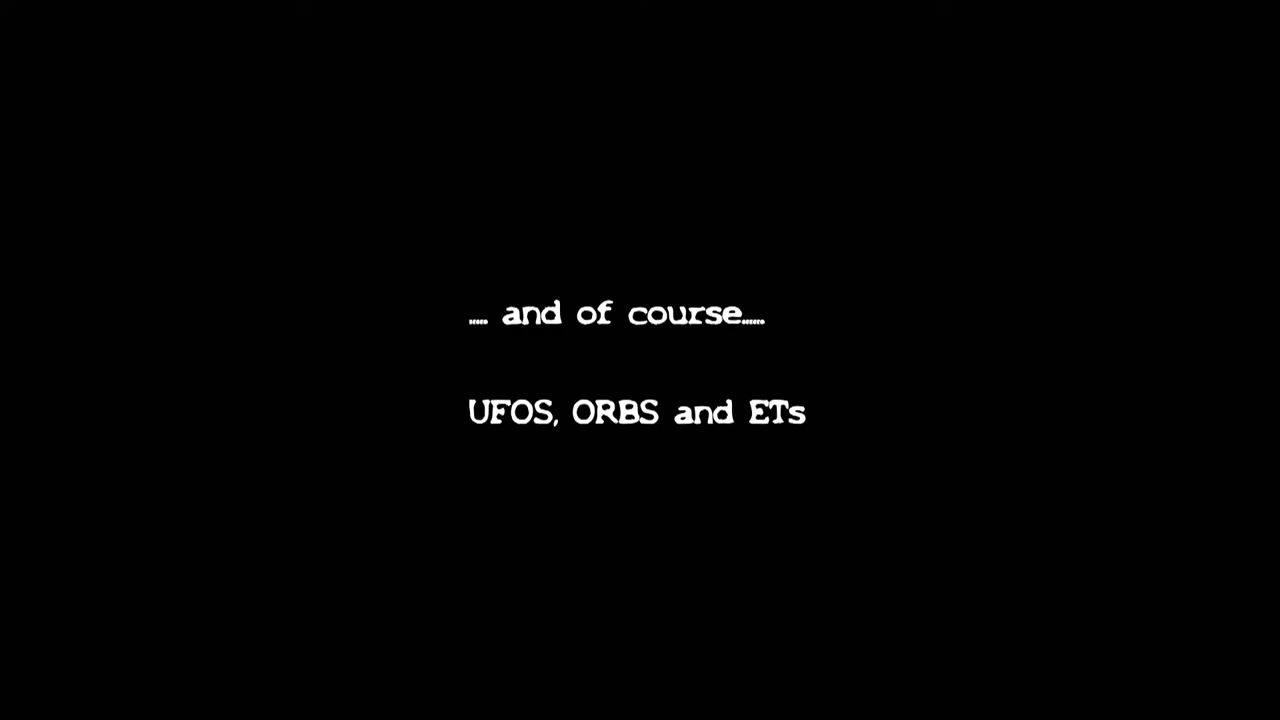 ..... and of course......
UFOS, ORBS and ETs